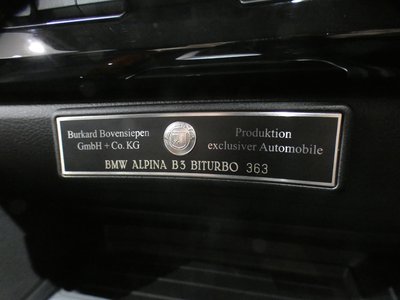 Burkard Bovensiepen
GmbH + Co. KG
Produktion
exclusiver Automobile
BMW ALPINA B3 BITURBO 363